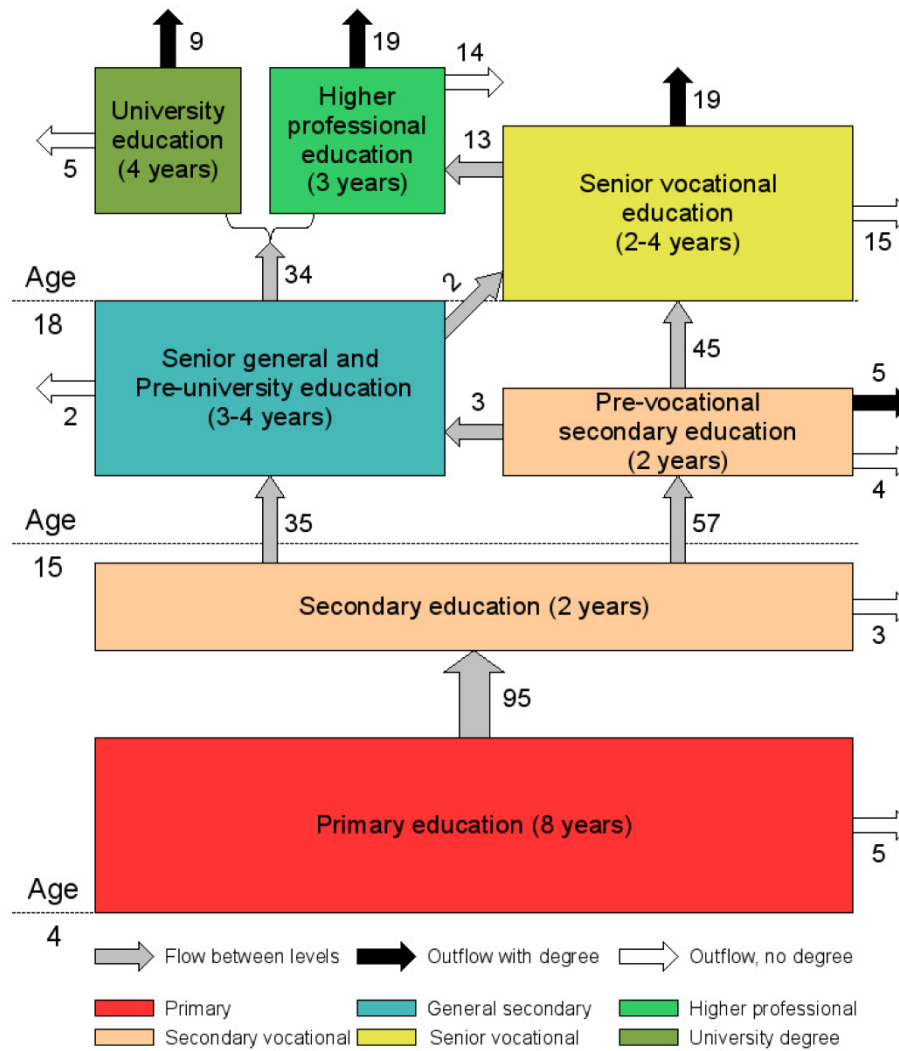 9
19
14
University
education
(4 years)
Higher
professional
education
(3 years)
5
13
19
Senior vocational
education
(2-4 years)
15
34
2
Age
18
Senior general and
Pre-university education
(3-4 years)
2
45
5
3
Pre-vocational
secondary education
(2 years)
4
Age
15
35
57
Secondary education (2 years)
3
95
Primary education (8 years)
5
Age
4
Flow between levels
Outflow with degree
Outflow, no degree
Primary
General secondary
Higher professional
Secondary vocational
Senior vocational
University degree